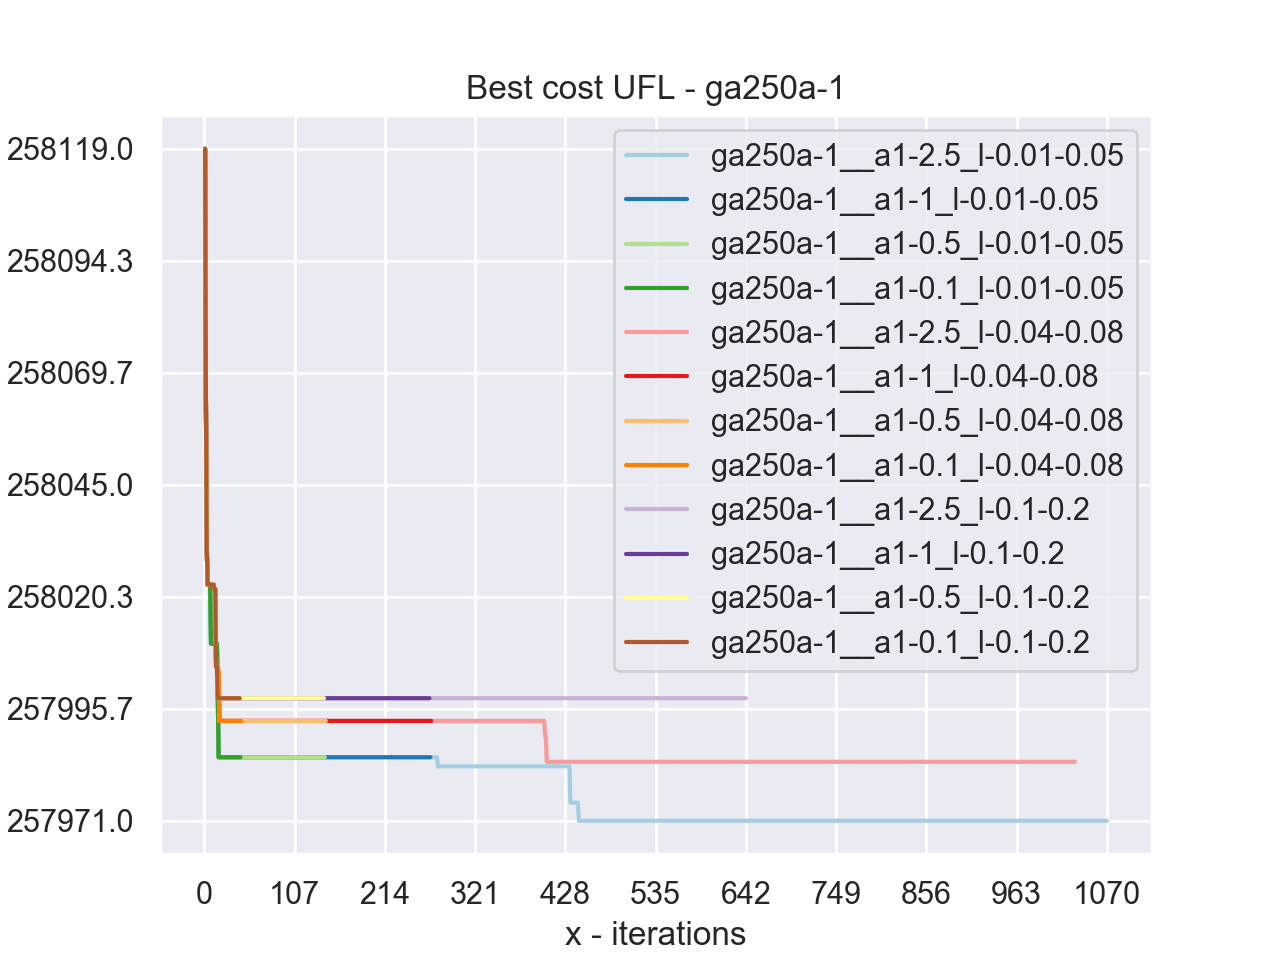 Best cost UFL - ga250a-1
258119.0
258094.3
258069.7
258045.0
258020.3
257995.7
257971.0
ga250a-1__a1-2.5_l-0.01-0.05
ga250a-1__a1-1_l-0.01-0.05
ga250a-1__a1-0.5_l-0.01-0.05
ga250a-1__a1-0.1_l-0.01-0.05
ga250a-1__a1-2.5_l-0.04-0.08
ga250a-1__a1-1_l-0.04-0.08
ga250a-1__a1-0.5_l-0.04-0.08
ga250a-1__a1-0.1_l-0.04-0.08
ga250a-1__a1-2.5_l-0.1-0.2
ga250a-1__a1-1_l-0.1-0.2
ga250a-1__a1-0.5_l-0.1-0.2
ga250a-1__a1-0.1_l-0.1-0.2
0 107 214 321 428 535 642 749 856 963 1070
x - iterations